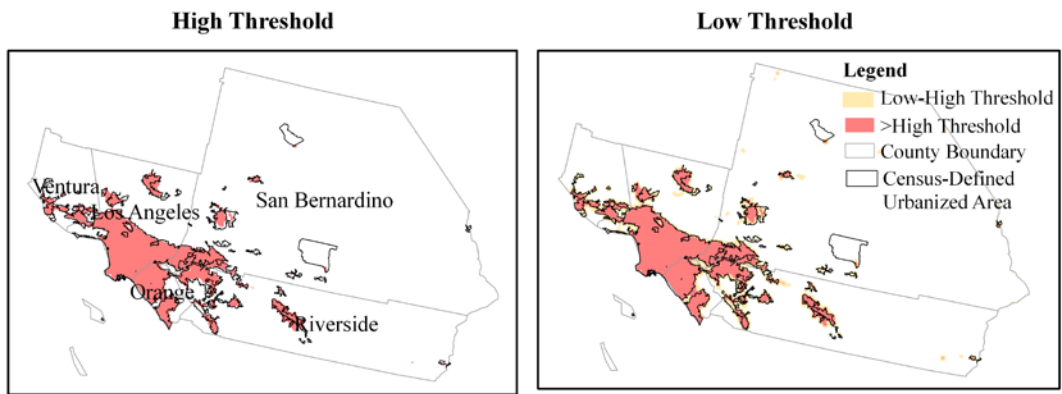 High Threshold
Low Threshold
Ventura
Los Angeles
San Bernardino
Orange
Riverside
Legend
Low-High Threshold
>High Threshold
County Boundary
Census-Defined
Urbanized Area